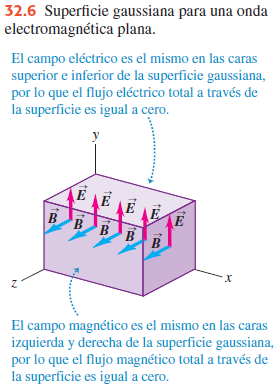 32.6 Superficie gaussiana para una onda
electromagnética plana.
El campo eléctrico es el mismo en las caras
superior e inferior de la superficie gaussiana,
por lo que el flujo eléctrico total a través de
la superficie es igual a cero.
y
E E E E E
B B B B B
z
x
El campo magnético es el mismo en las caras
izquierda y derecha de la superficie gaussiana,
por lo que el flujo magnético total a través de
la superficie es igual a cero.